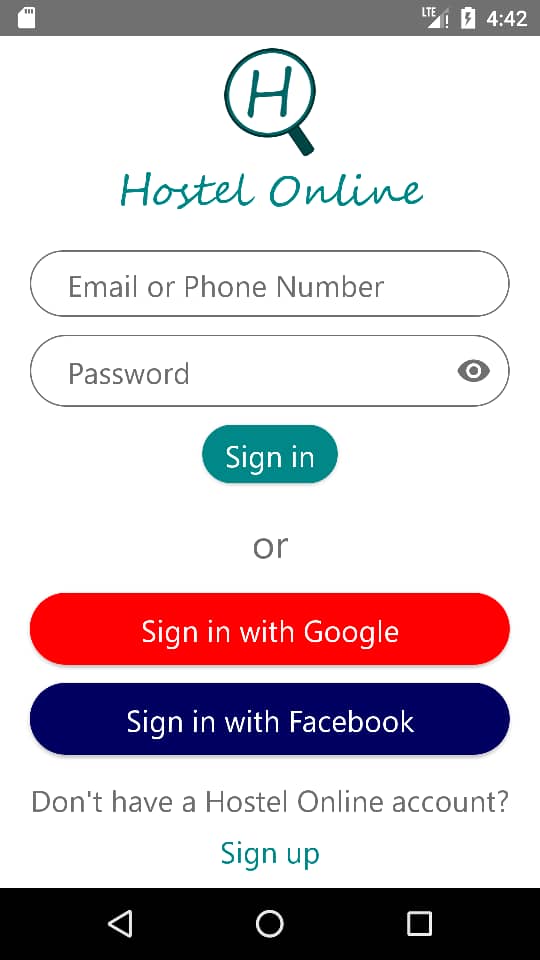 LTE 4:42
H
Hostel Online
Email or Phone Number
Password
Sign in
or
Sign in with Google
Sign in with Facebook
Don't have a Hostel Online account?
Sign up